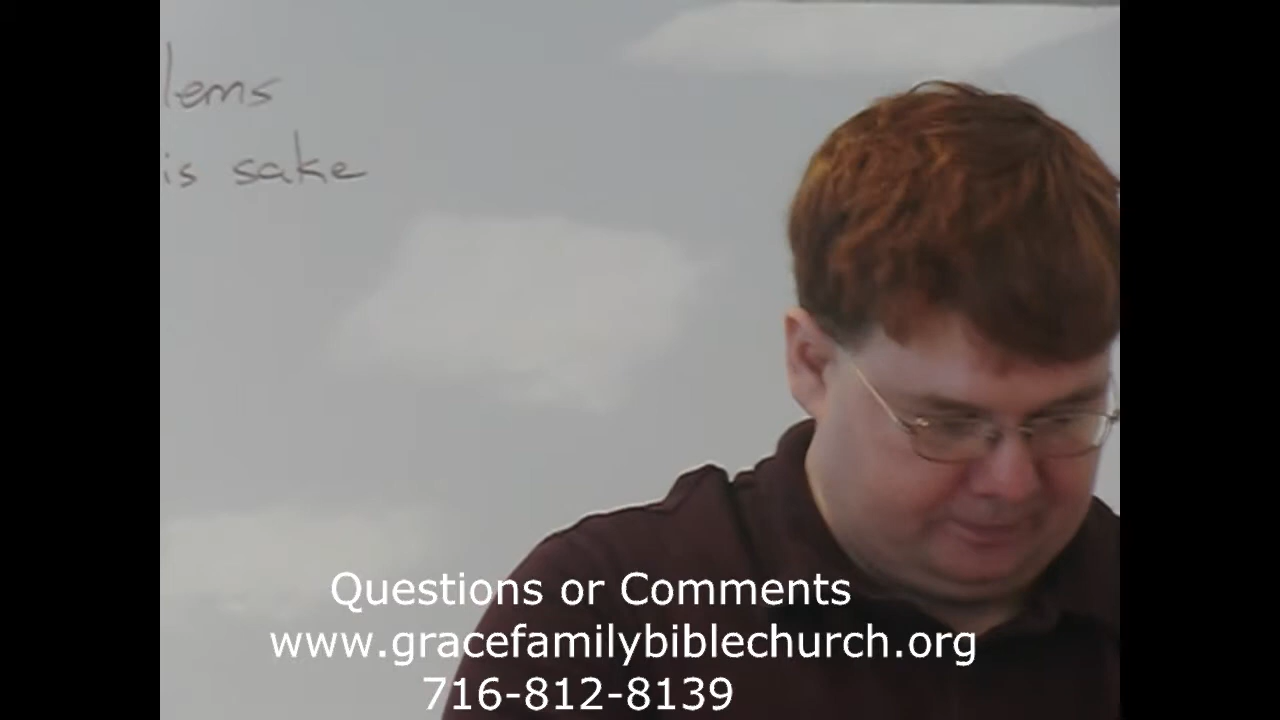 lems
is sake
Questions or Comments
www.gracefamilybiblechurch.org
716-812-8139